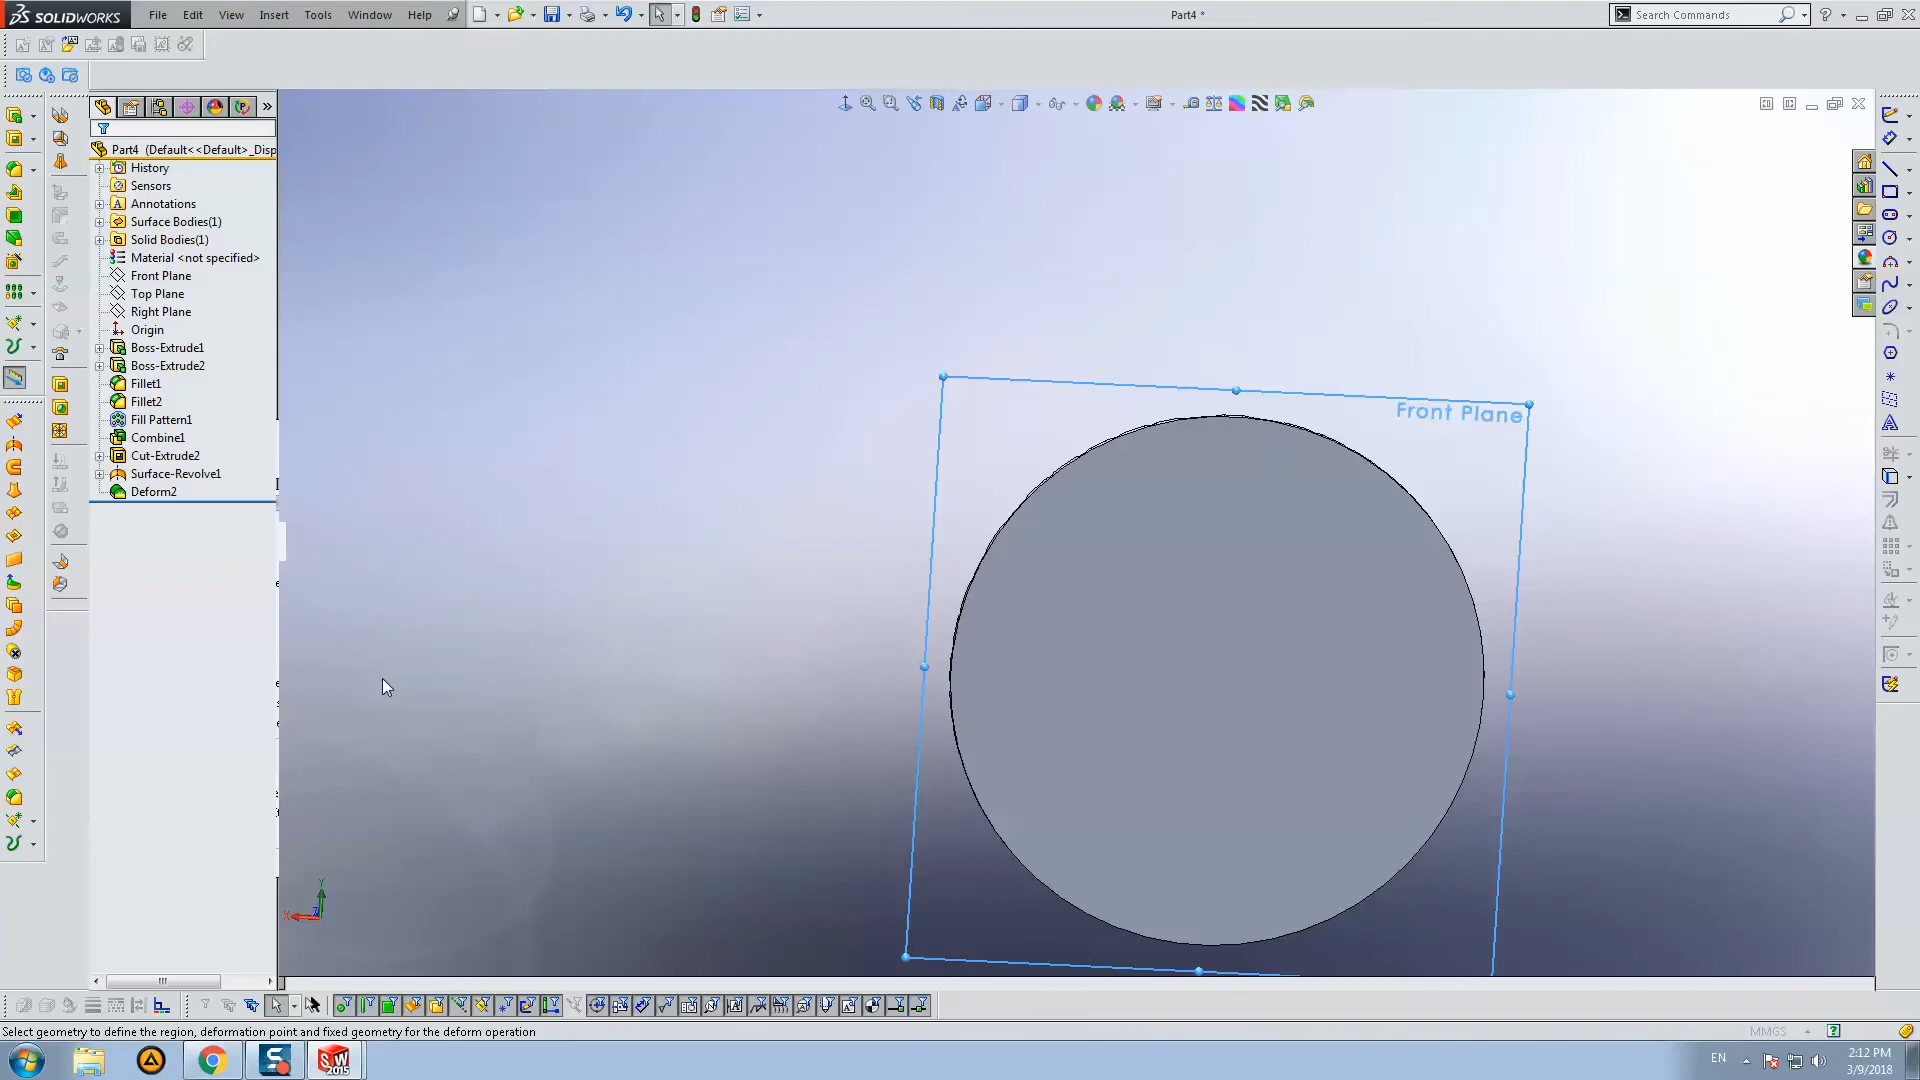 SOLIDWORKS File Edit View Insert Tools Window Help Part4 * Search Commands
Part4 (Default<<Default>_Disp
History
Sensors
Annotations
Surface Bodies(1)
Solid Bodies(1)
Material <not specified>
Front Plane
Top Plane
Right Plane
Origin
Boss-Extrude1
Boss-Extrude2
Fillet1
Fillet2
Fill Pattern1
Combine1
Cut-Extrude2
Surface-Revolve1
Deform2
Front Plane
Y
X
Z
Select geometry to define the region, deformation point and fixed geometry for the deform operation
MMGS
EN
2:12 PM
3/9/2018
SW
2015